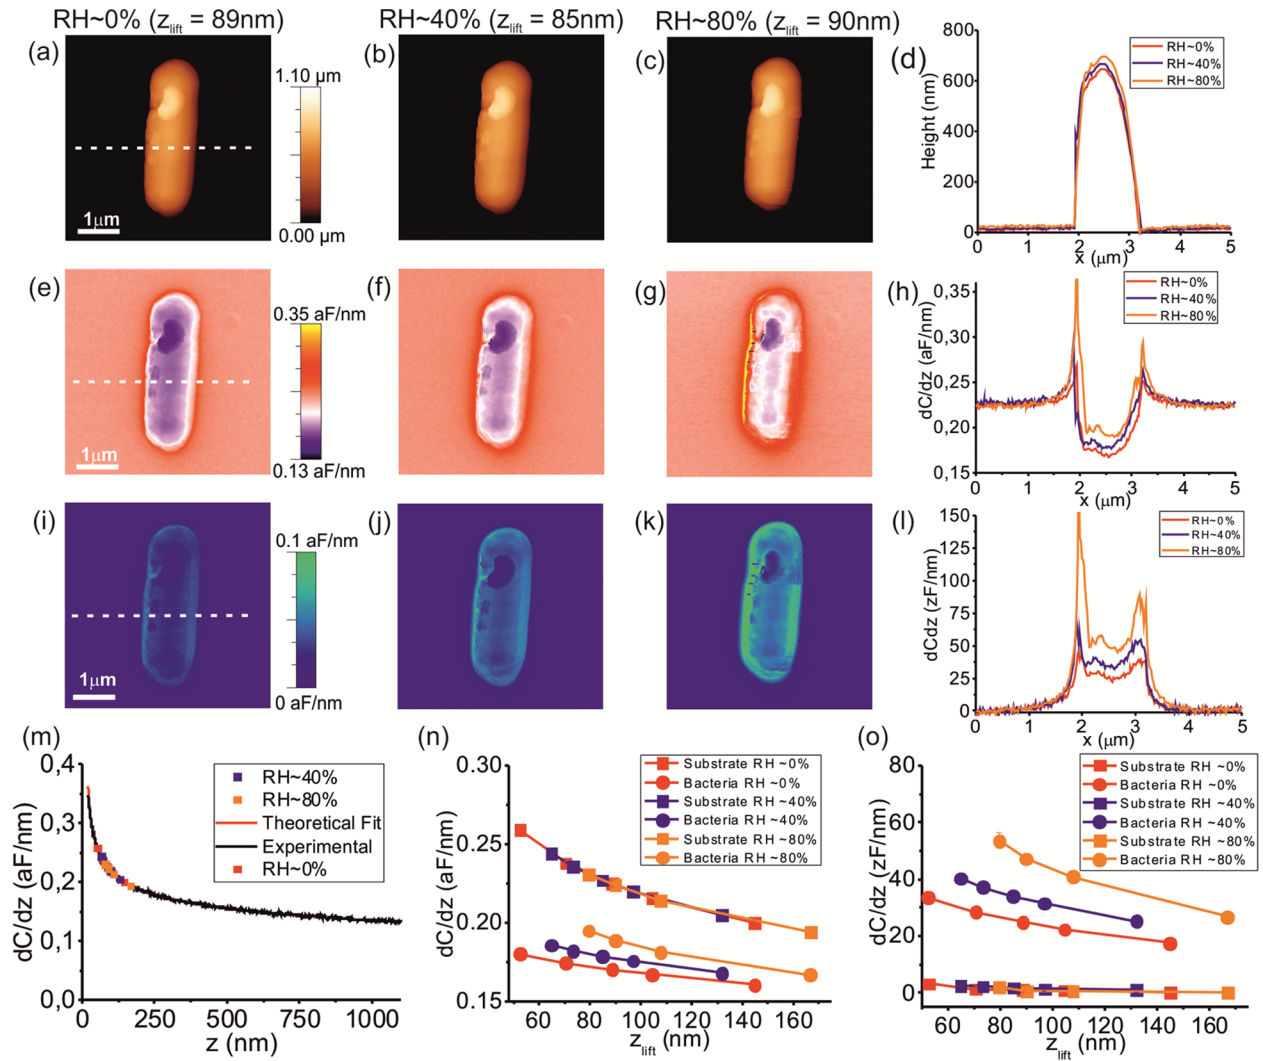 RH~0% (zlift = 89nm)
RH~40% (zlift = 85nm)
RH~80% (zlift = 90nm)
(a)
1.10 µm
0.00 µm
1µm
(b)
(c)
(d)
Height (nm)
800
600
400
200
0
0 1 2 3 4 5
x (µm)
RH~0%
RH~40%
RH~80%
(e)
0.35 aF/nm
0.13 aF/nm
1µm
(f)
(g)
(h)
dC/dz (aF/nm)
0,35
0,30
0,25
0,20
0,15
0 1 2 3 4 5
x (µm)
RH~0%
RH~40%
RH~80%
(i)
0.1 aF/nm
0 aF/nm
1µm
(j)
(k)
(l)
dCdz (zF/nm)
150
125
100
75
50
25
0
0 1 2 3 4 5
x (µm)
RH~0%
RH~40%
RH~80%
(m)
dC/dz (aF/nm)
0,4
0,3
0,2
0,1
0,0
0 250 500 750 1000
z (nm)
RH~40%
RH~80%
Theoretical Fit
Experimental
RH~0%
(n)
dC/dz (aF/nm)
0.30
0.25
0.20
0.15
60 80 100 120 140 160
zlift (nm)
Substrate RH ~0%
Bacteria RH ~0%
Substrate RH ~40%
Bacteria RH ~40%
Substrate RH ~80%
Bacteria RH ~80%
(o)
dC/dz (zF/nm)
80
60
40
20
0
60 80 100 120 140 160
zlift (nm)
Substrate RH ~0%
Bacteria RH ~0%
Substrate RH ~40%
Bacteria RH ~40%
Substrate RH ~80%
Bacteria RH ~80%